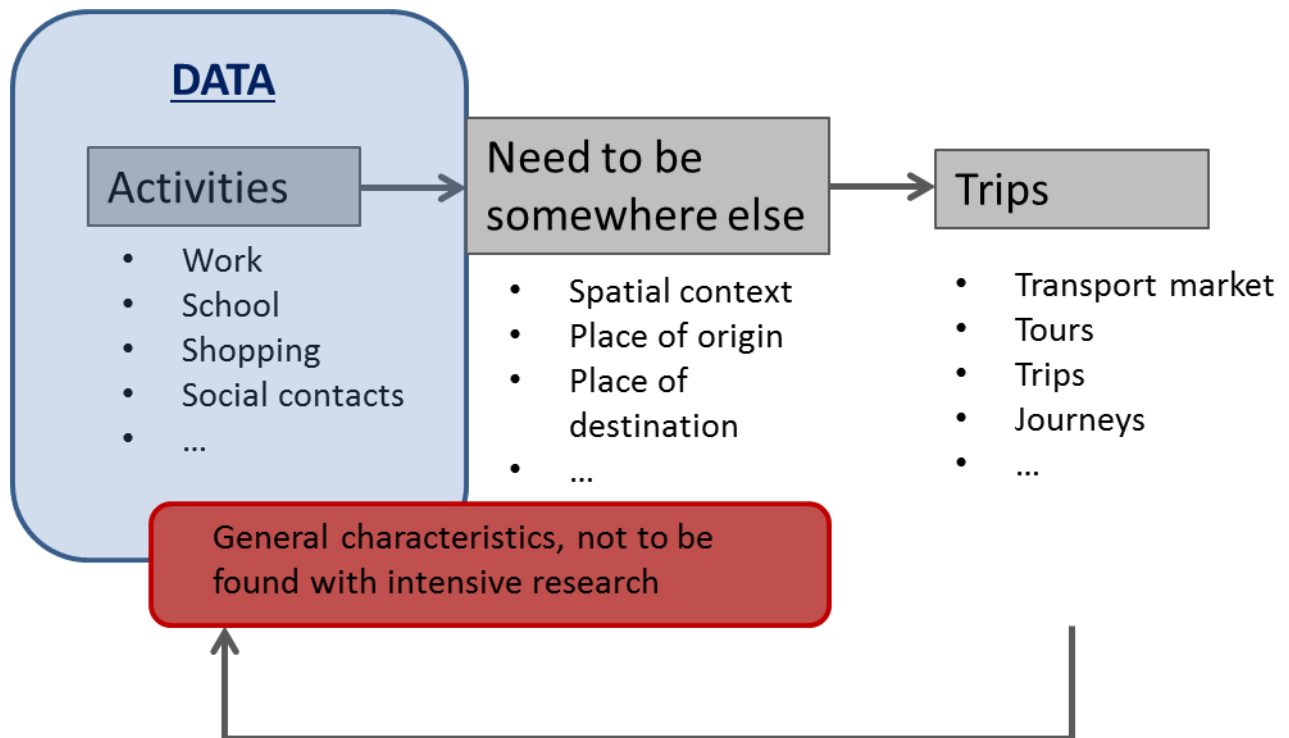 DATA
Activities
• Work
• School
• Shopping
• Social contacts
• ...
Need to be
somewhere else
• Spatial context
• Place of origin
• Place of
destination
• ...
Trips
• Transport market
• Tours
• Trips
• Journeys
• ...
General characteristics, not to be
found with intensive research